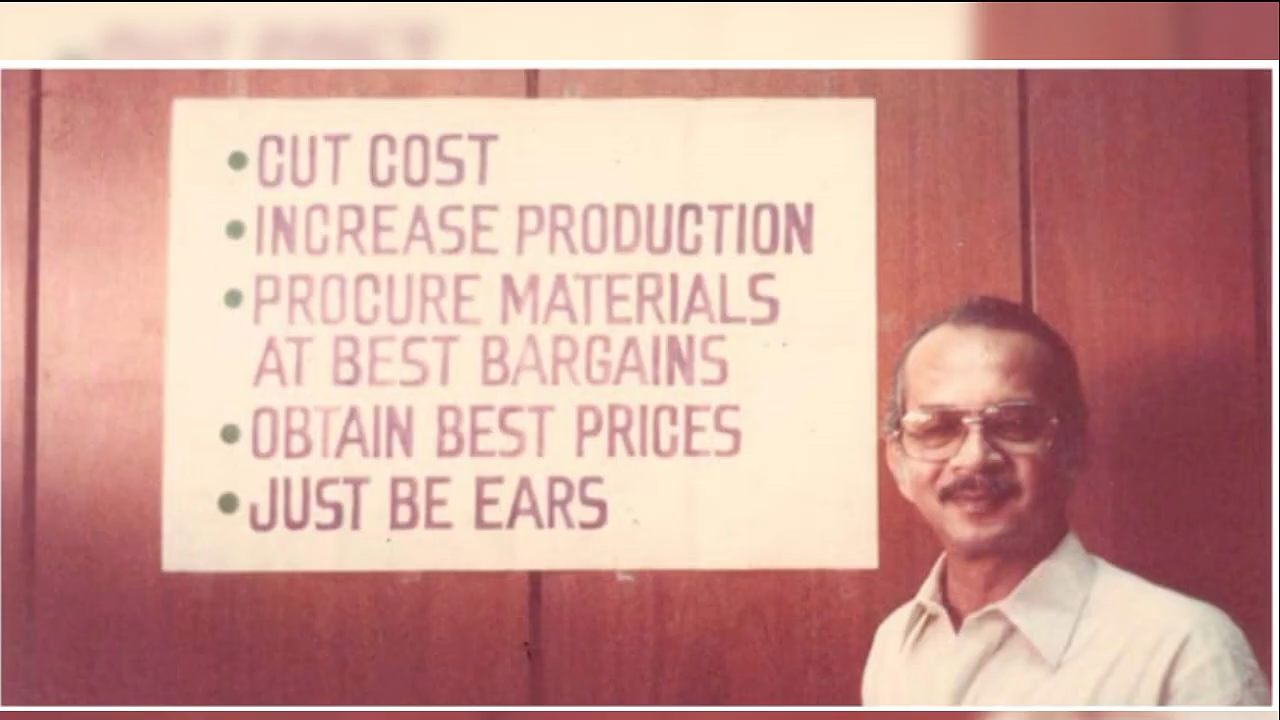 • CUT COST
• INCREASE PRODUCTION
• PROCURE MATERIALS
AT BEST BARGAINS
• OBTAIN BEST PRICES
• JUST BE EARS